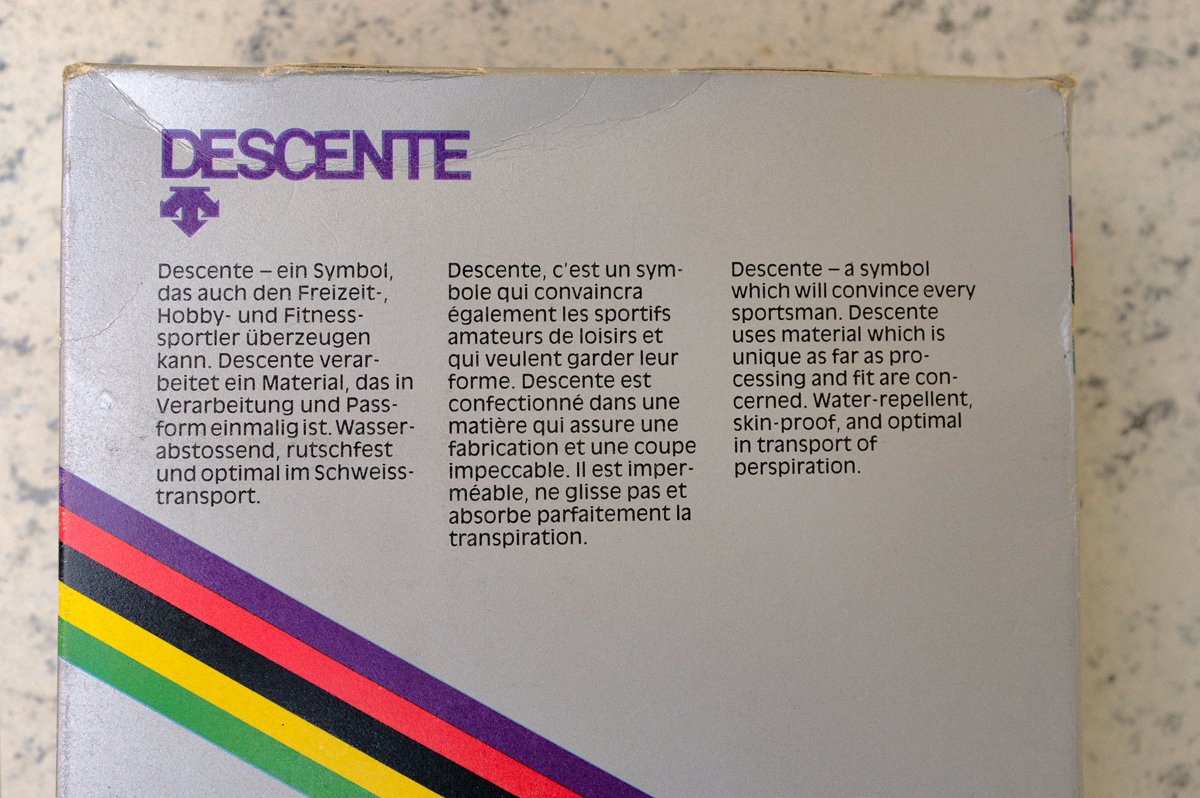 DESCENTE
Descente – ein Symbol,
das auch den Freizeit-,
Hobby- und Fitness-
sportler überzeugen
kann. Descente verar-
beitet ein Material, das in
Verarbeitung und Pass-
form einmalig ist. Wasser-
abstossend, rutschfest
und optimal im Schweiss-
transport.
Descente, c'est un sym-
bole qui convaincra
également les sportifs
amateurs de loisirs et
qui veulent garder leur
forme. Descente est
confectionné dans une
matière qui assure une
fabrication et une coupe
impeccable. Il est imper-
méable, ne glisse pas et
absorbe parfaitement la
transpiration.
Descente – a symbol
which will convince every
sportsman. Descente
uses material which is
unique as far as pro-
cessing and fit are con-
cerned. Water-repellent,
skin-proof, and optimal
in transport of
perspiration.